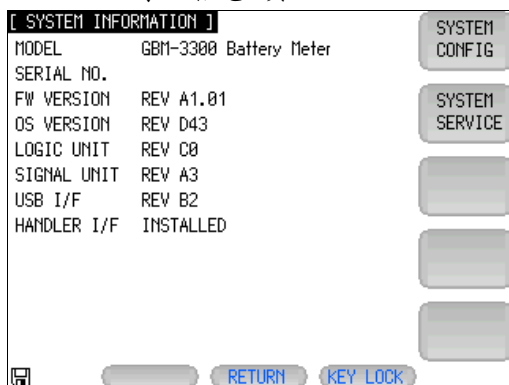 [ SYSTEM INFORMATION ]
MODEL GBM-3300 Battery Meter
SERIAL NO.
FW VERSION REV A1.01
OS VERSION REV D43
LOGIC UNIT REV C0
SIGNAL UNIT REV A3
USB I/F REV B2
HANDLER I/F INSTALLED
SYSTEM
CONFIG
SYSTEM
SERVICE
RETURN
KEY LOCK